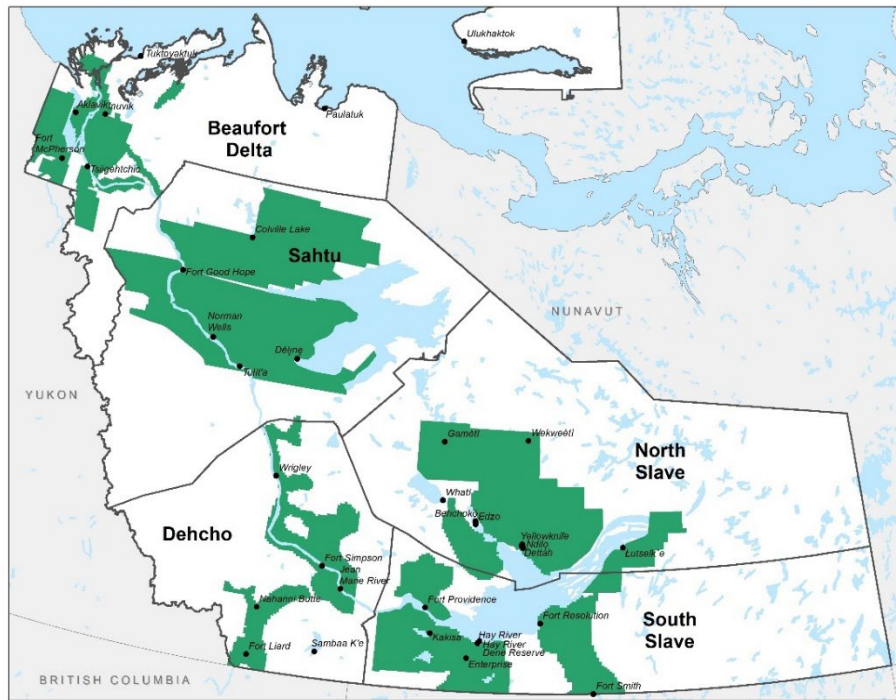 Ulukhaktok
Tuktoyaktuk
Aklavik
Inuvik
Paulatuk
Beaufort
Delta
Fort
McPherson
Tsiigehtchic
Colville Lake
Sahtu
Fort Good Hope
NUNAVUT
Norman
Wells
Délįne
Tulit'a
YUKON
Gamètì
Wekweètì
North
Slave
Wrigley
Whatì
Behchokò
Edzo
Dehcho
Yellowknife
Ndilo
Dettah
Lutselk'e
Fort Simpson
Jean
Marie River
Nahanni Butte
Fort Providence
Fort Resolution
South
Slave
Kakisa
Hay River
Hay River
Dene Reserve
Fort Liard
Sambaa K'e
Enterprise
BRITISH COLUMBIA
Fort Smith